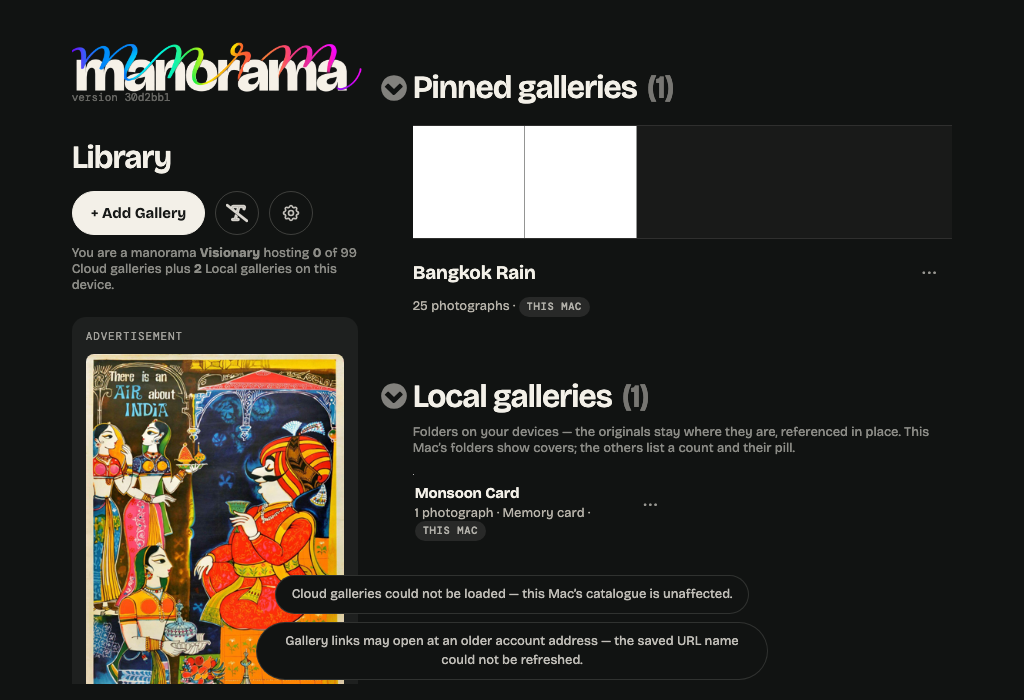 mnrm
manorama
version 30d2bb1
Library
+ Add Gallery
You are a manorama Visionary hosting 0 of 99
Cloud galleries plus 2 Local galleries on this
device.
ADVERTISEMENT
There is an
AIR about
INDIA
Pinned galleries (1)
Bangkok Rain
25 photographs · THIS MAC
Local galleries (1)
Folders on your devices — the originals stay where they are, referenced in place. This
Mac's folders show covers; the others list a count and their pill.
Monsoon Card
1 photograph · Memory card ·
THIS MAC
Cloud galleries could not be loaded — this Mac's catalogue is unaffected.
Gallery links may open at an older account address — the saved URL name
could not be refreshed.